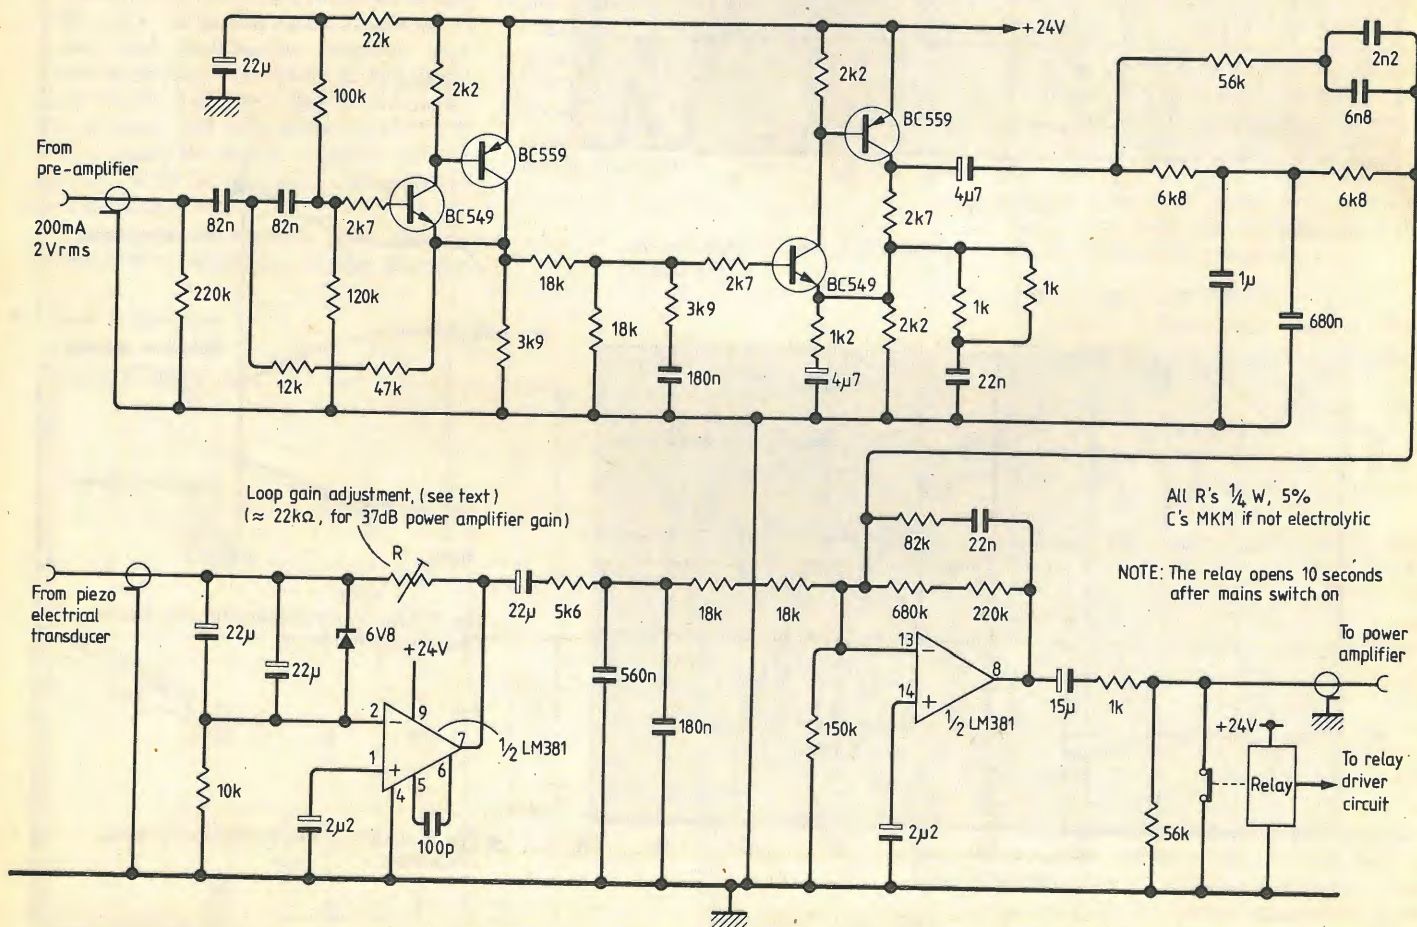 22k
+24V
22μ
100k
2k2
BC559
2k2
BC559
56k
2n2
6n8
From
pre-amplifier
200mA
2Vrms
82n
82n
2k7
BC549
4μ7
6k8
6k8
220k
120k
12k
47k
18k
3k9
18k
3k9
180n
2k7
BC549
2k7
1k2
4μ7
2k2
1k
1k
22n
1μ
680n
Loop gain adjustment, (see text)
(≈ 22kΩ, for 37dB power amplifier gain)
R
All R's ¼ W, 5%
C's MKM if not electrolytic
NOTE: The relay opens 10 seconds
after mains switch on
From piezo
electrical
transducer
22μ
22μ
6V8
+24V
10k
2
9
7
1
6
5
4
-
+
½ LM381
2μ2
100p
22μ
5k6
560n
180n
18k
18k
82k
22n
680k
220k
150k
13
14
8
-
+
½ LM381
2μ2
15μ
1k
56k
To power
amplifier
+24V
Relay
To relay
driver
circuit